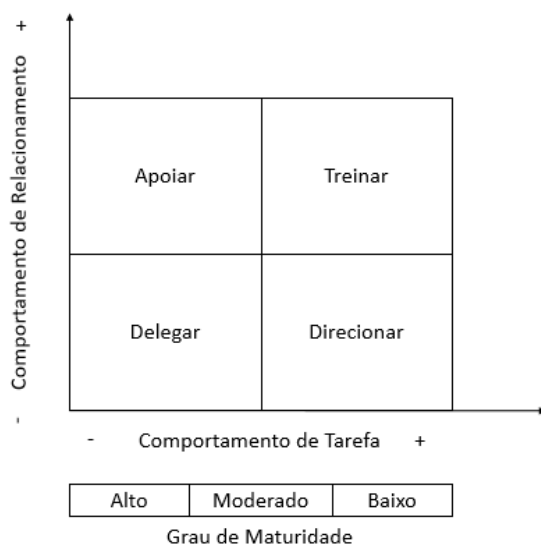 +
Comportamento de Relacionamento
-
Apoiar Treinar
Delegar Direcionar
- Comportamento de Tarefa +
Alto Moderado Baixo
Grau de Maturidade